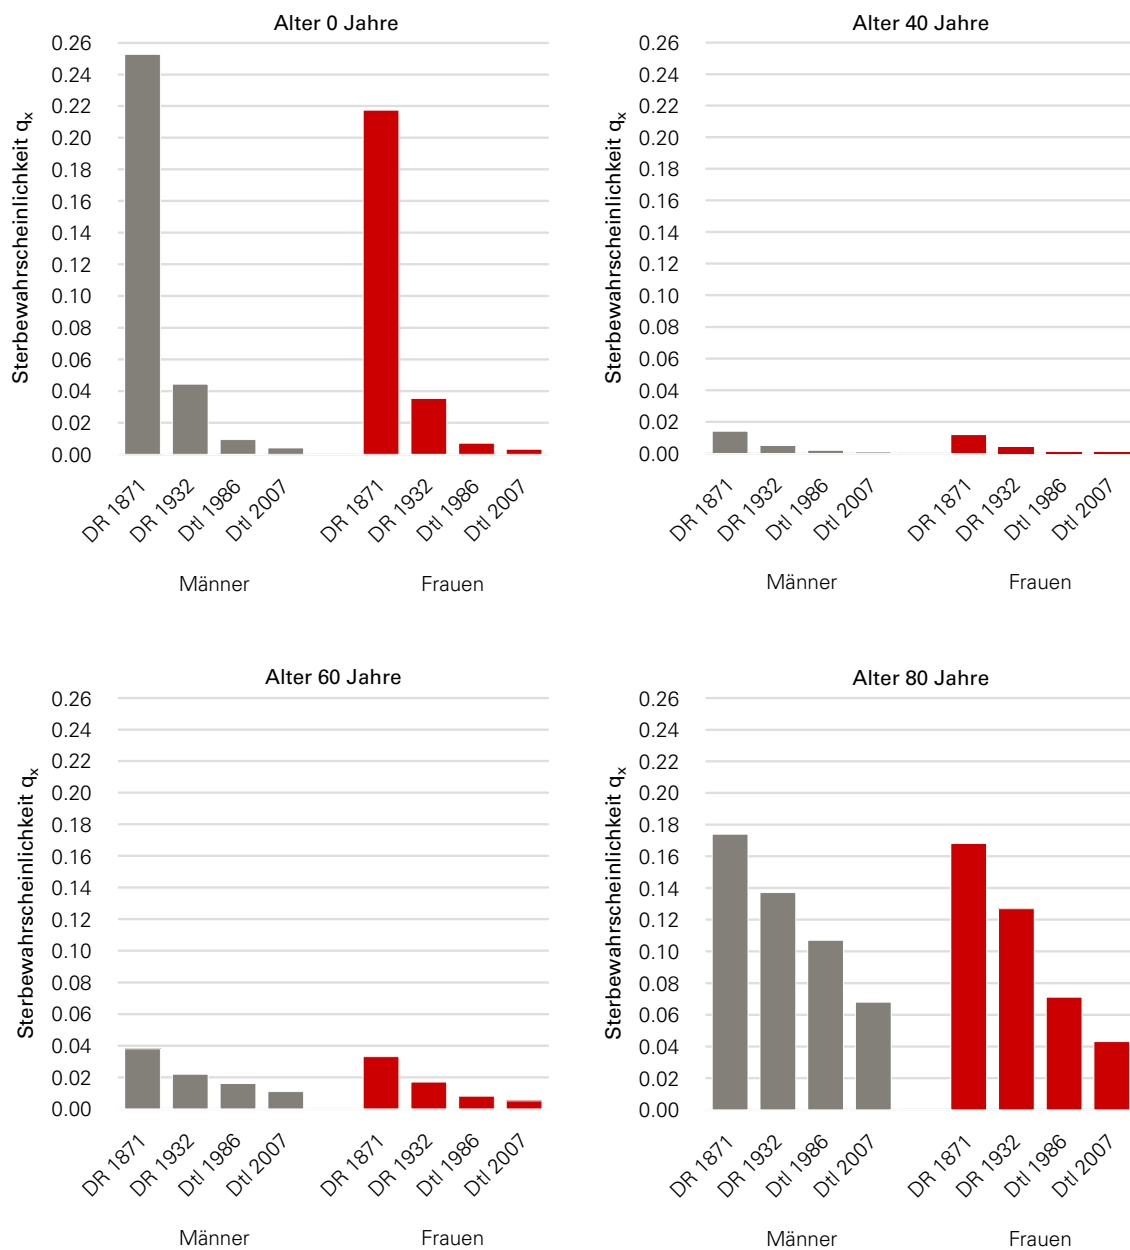 Alter 0 Jahre
Sterbewahrscheinlichkeit qx
0.26
0.24
0.22
0.20
0.18
0.16
0.14
0.12
0.10
0.08
0.06
0.04
0.02
0.00
DR 1871
DR 1932
Dtl 1986
Dtl 2007
DR 1871
DR 1932
Dtl 1986
Dtl 2007
Männer
Frauen
Alter 40 Jahre
Sterbewahrscheinlichkeit qx
0.26
0.24
0.22
0.20
0.18
0.16
0.14
0.12
0.10
0.08
0.06
0.04
0.02
0.00
DR 1871
DR 1932
Dtl 1986
Dtl 2007
DR 1871
DR 1932
Dtl 1986
Dtl 2007
Männer
Frauen
Alter 60 Jahre
Sterbewahrscheinlichkeit qx
0.26
0.24
0.22
0.20
0.18
0.16
0.14
0.12
0.10
0.08
0.06
0.04
0.02
0.00
DR 1871
DR 1932
Dtl 1986
Dtl 2007
DR 1871
DR 1932
Dtl 1986
Dtl 2007
Männer
Frauen
Alter 80 Jahre
Sterbewahrscheinlichkeit qx
0.26
0.24
0.22
0.20
0.18
0.16
0.14
0.12
0.10
0.08
0.06
0.04
0.02
0.00
DR 1871
DR 1932
Dtl 1986
Dtl 2007
DR 1871
DR 1932
Dtl 1986
Dtl 2007
Männer
Frauen